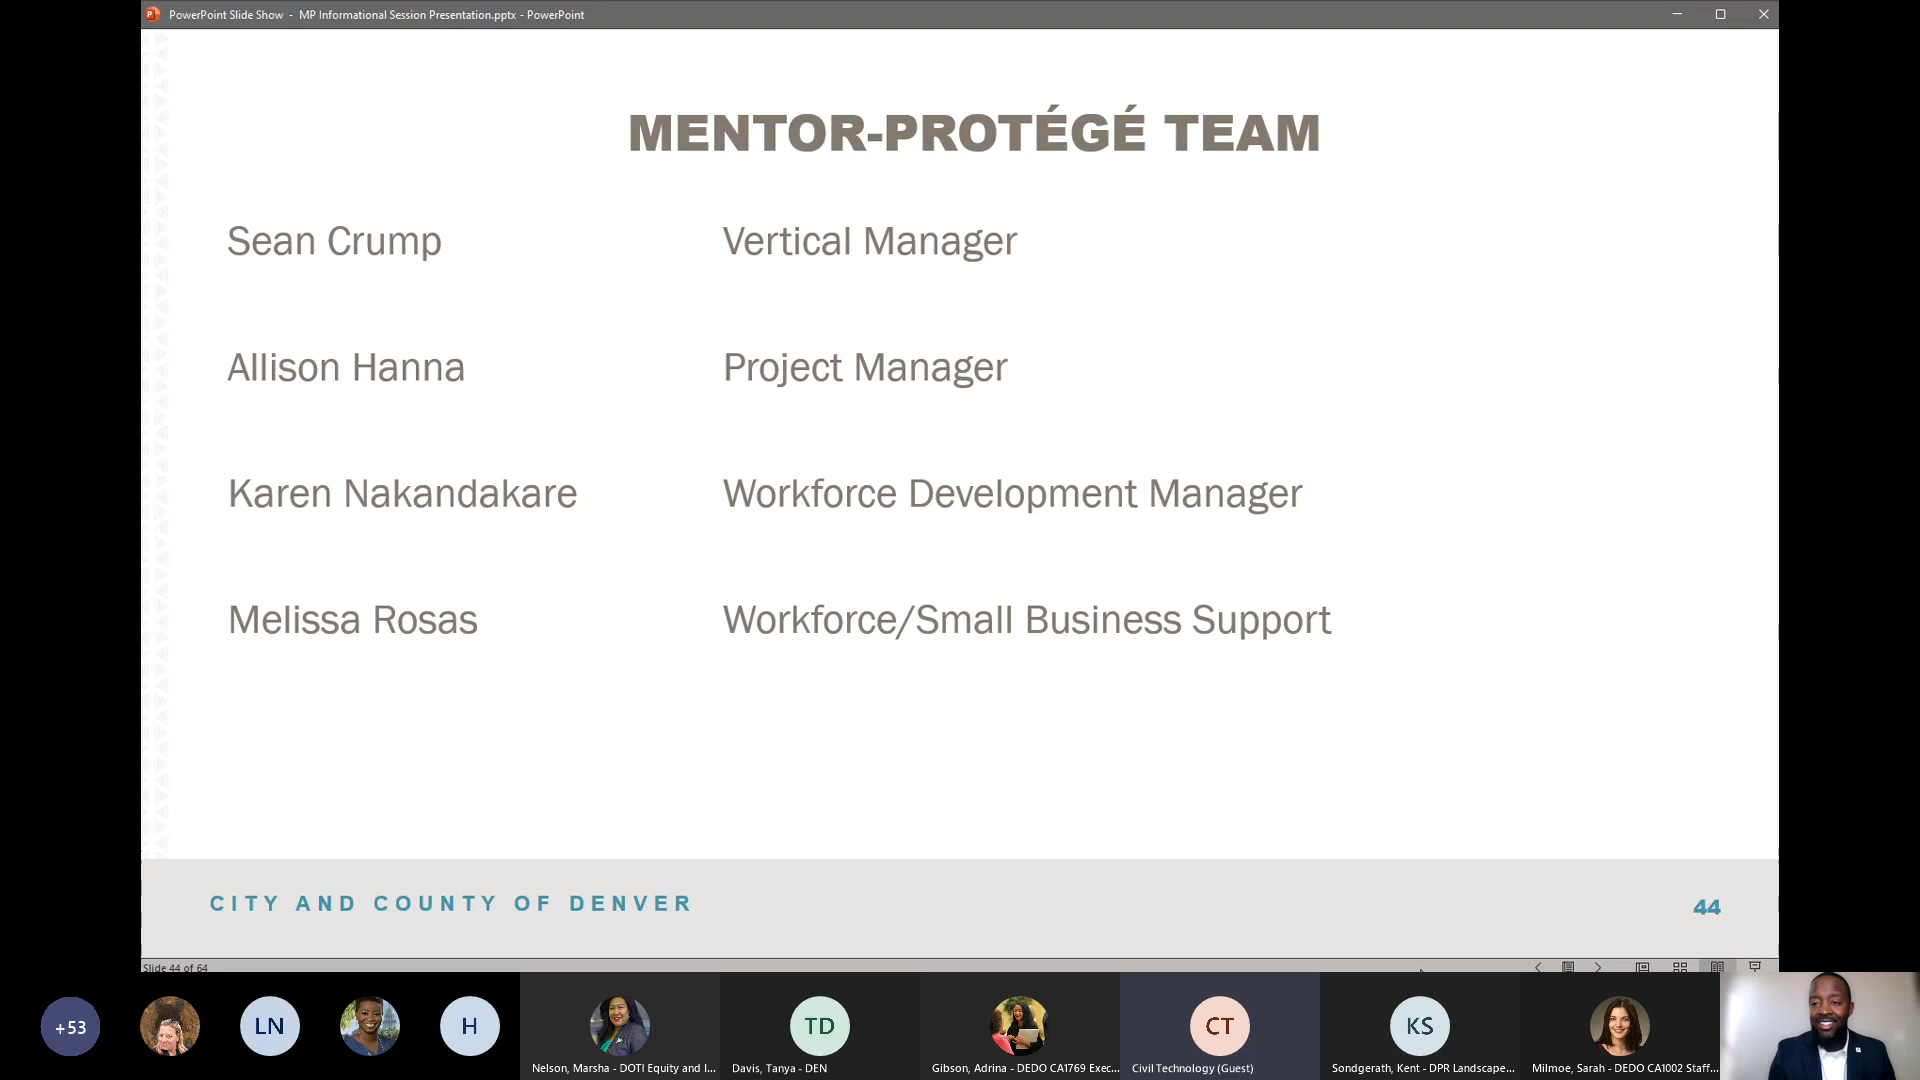 PowerPoint Slide Show - MP Informational Session Presentation.pptx - PowerPoint
MENTOR-PROTÉGÉ TEAM
Sean Crump Vertical Manager
Allison Hanna Project Manager
Karen Nakandakare Workforce Development Manager
Melissa Rosas Workforce/Small Business Support
CITY AND COUNTY OF DENVER 44
Slide 44 of 64
+53 LN H TD CT KS
Nelson, Marsha - DOTI Equity and I... Davis, Tanya - DEN Gibson, Adrina - DEDO CA1769 Exec... Civil Technology (Guest) Sondgerath, Kent - DPR Landscape... Milmoe, Sarah - DEDO CA1002 Staff...